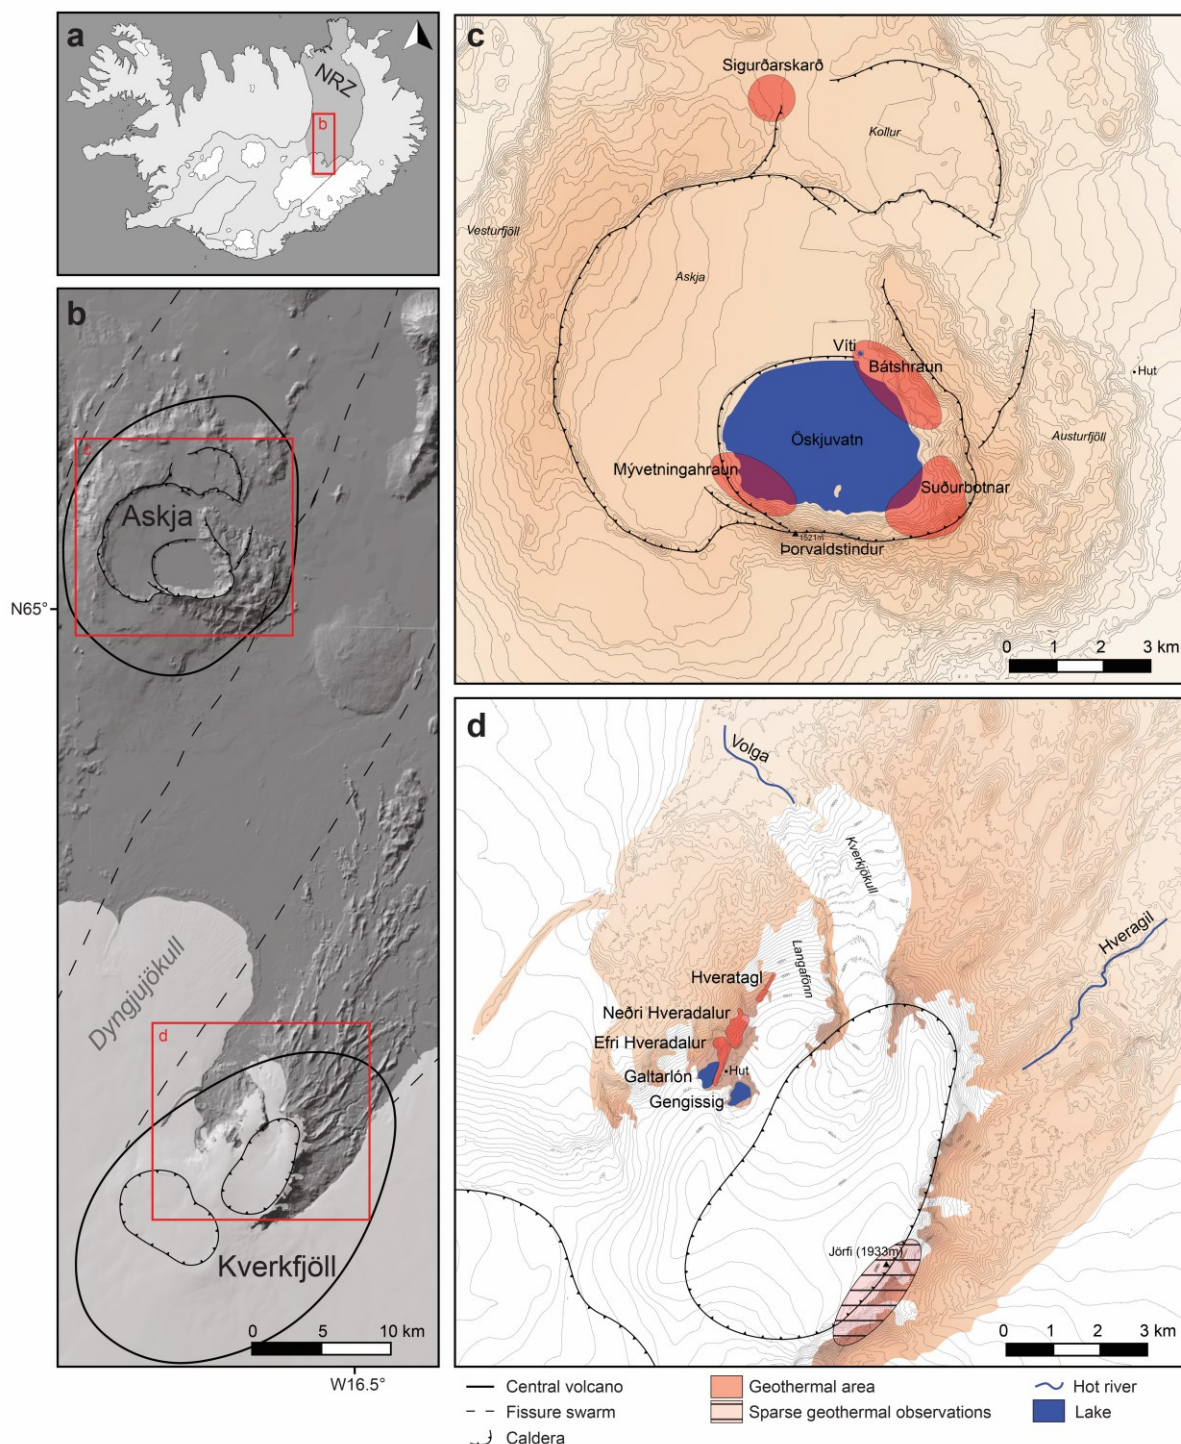 a
NRZ
b
b
c
Askja
N65°
Dyngjujökull
d
Kverkfjöll
0 5 10 km
W16.5°
c
Sigurðarskarð
Kollur
Vesturfjöll
Askja
Víti
Bátshraun
Hut
Öskjuvatn
Austurfjöll
Mývetningahraun
Suðurbotnar
1521m
Þorvaldstindur
0 1 2 3 km
d
Volga
Kverkjökull
Hveragil
Langafönn
Hveratagl
Neðri Hveradalur
Efri Hveradalur
Hut
Galtarlón
Gengissig
Jörfi (1933m)
0 1 2 3 km
Central volcano
Geothermal area
Hot river
Fissure swarm
Sparse geothermal observations
Lake
Caldera